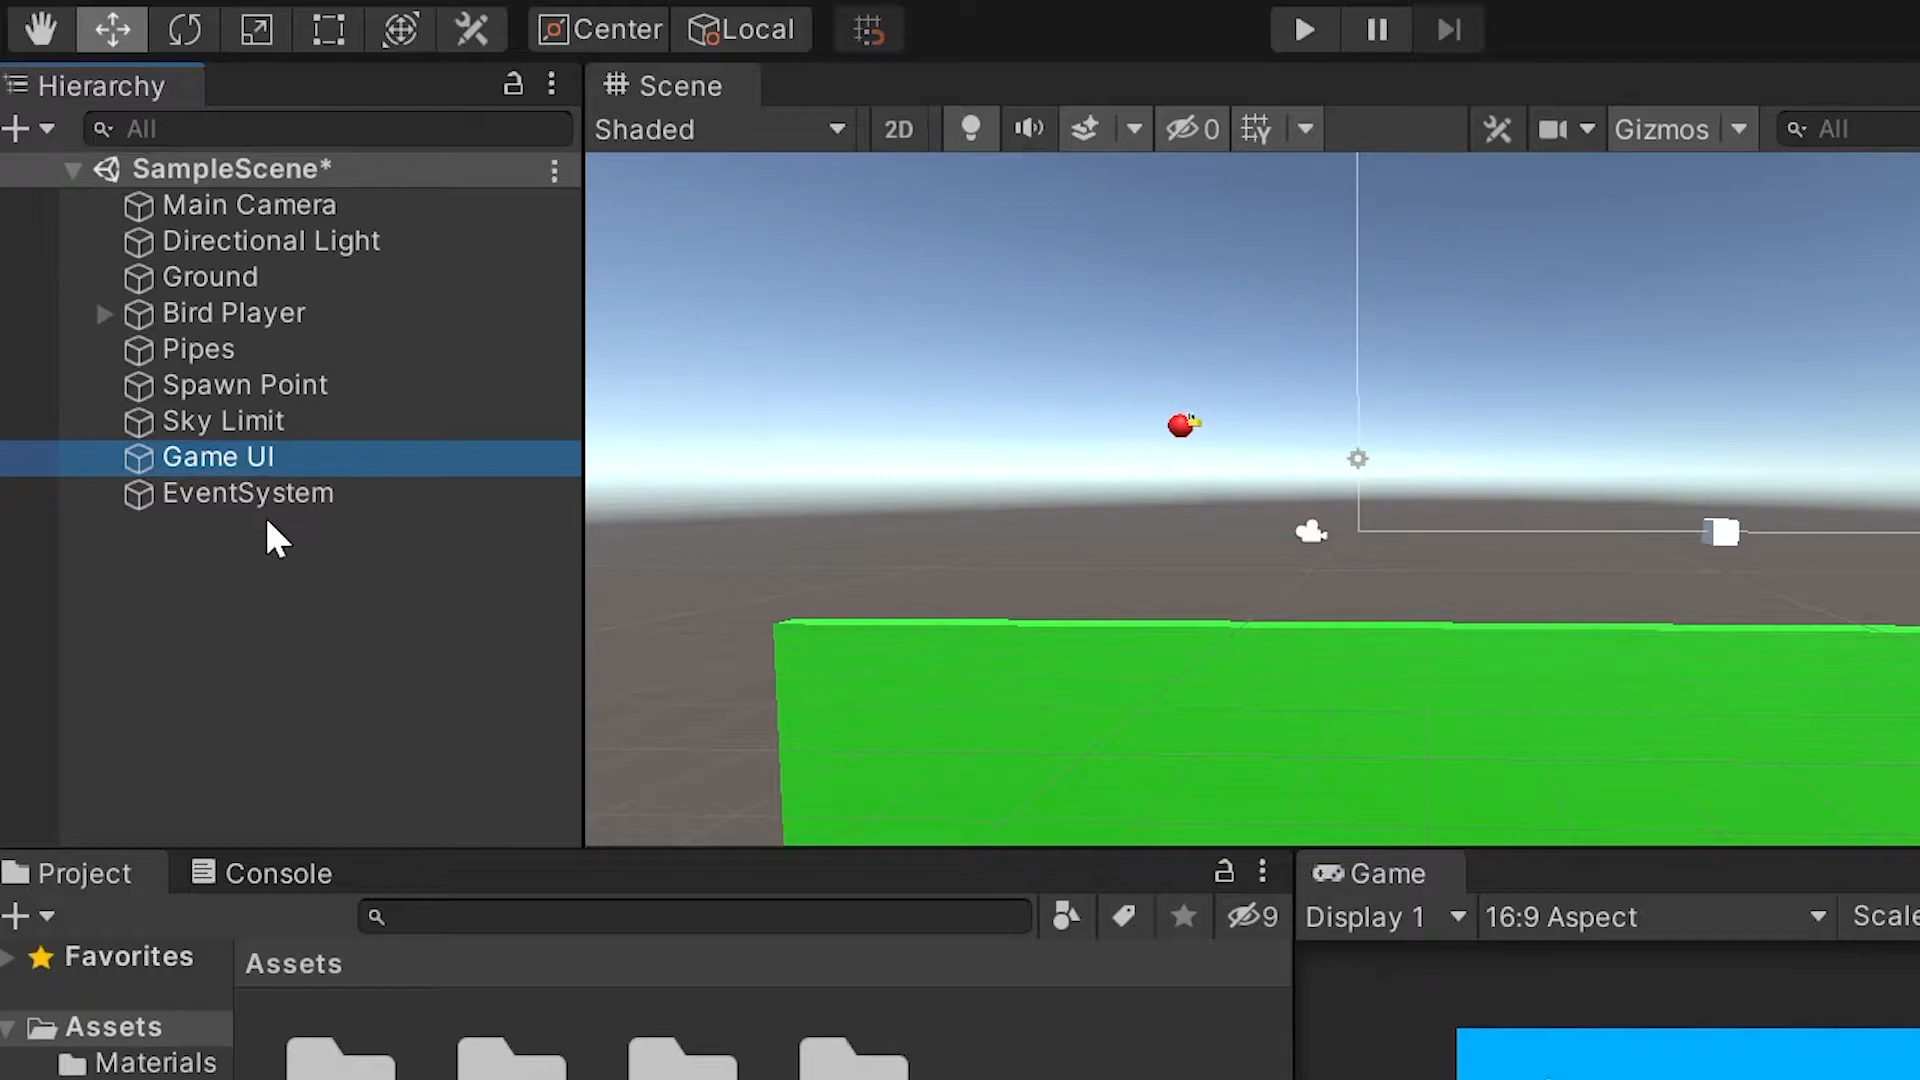 Center
Local
Hierarchy
All
SampleScene*
Main Camera
Directional Light
Ground
Bird Player
Pipes
Spawn Point
Sky Limit
Game UI
EventSystem
Scene
Shaded
2D
0
Gizmos
All
Project
Console
9
Favorites
Assets
Materials
Assets
Game
Display 1
16:9 Aspect
Scale